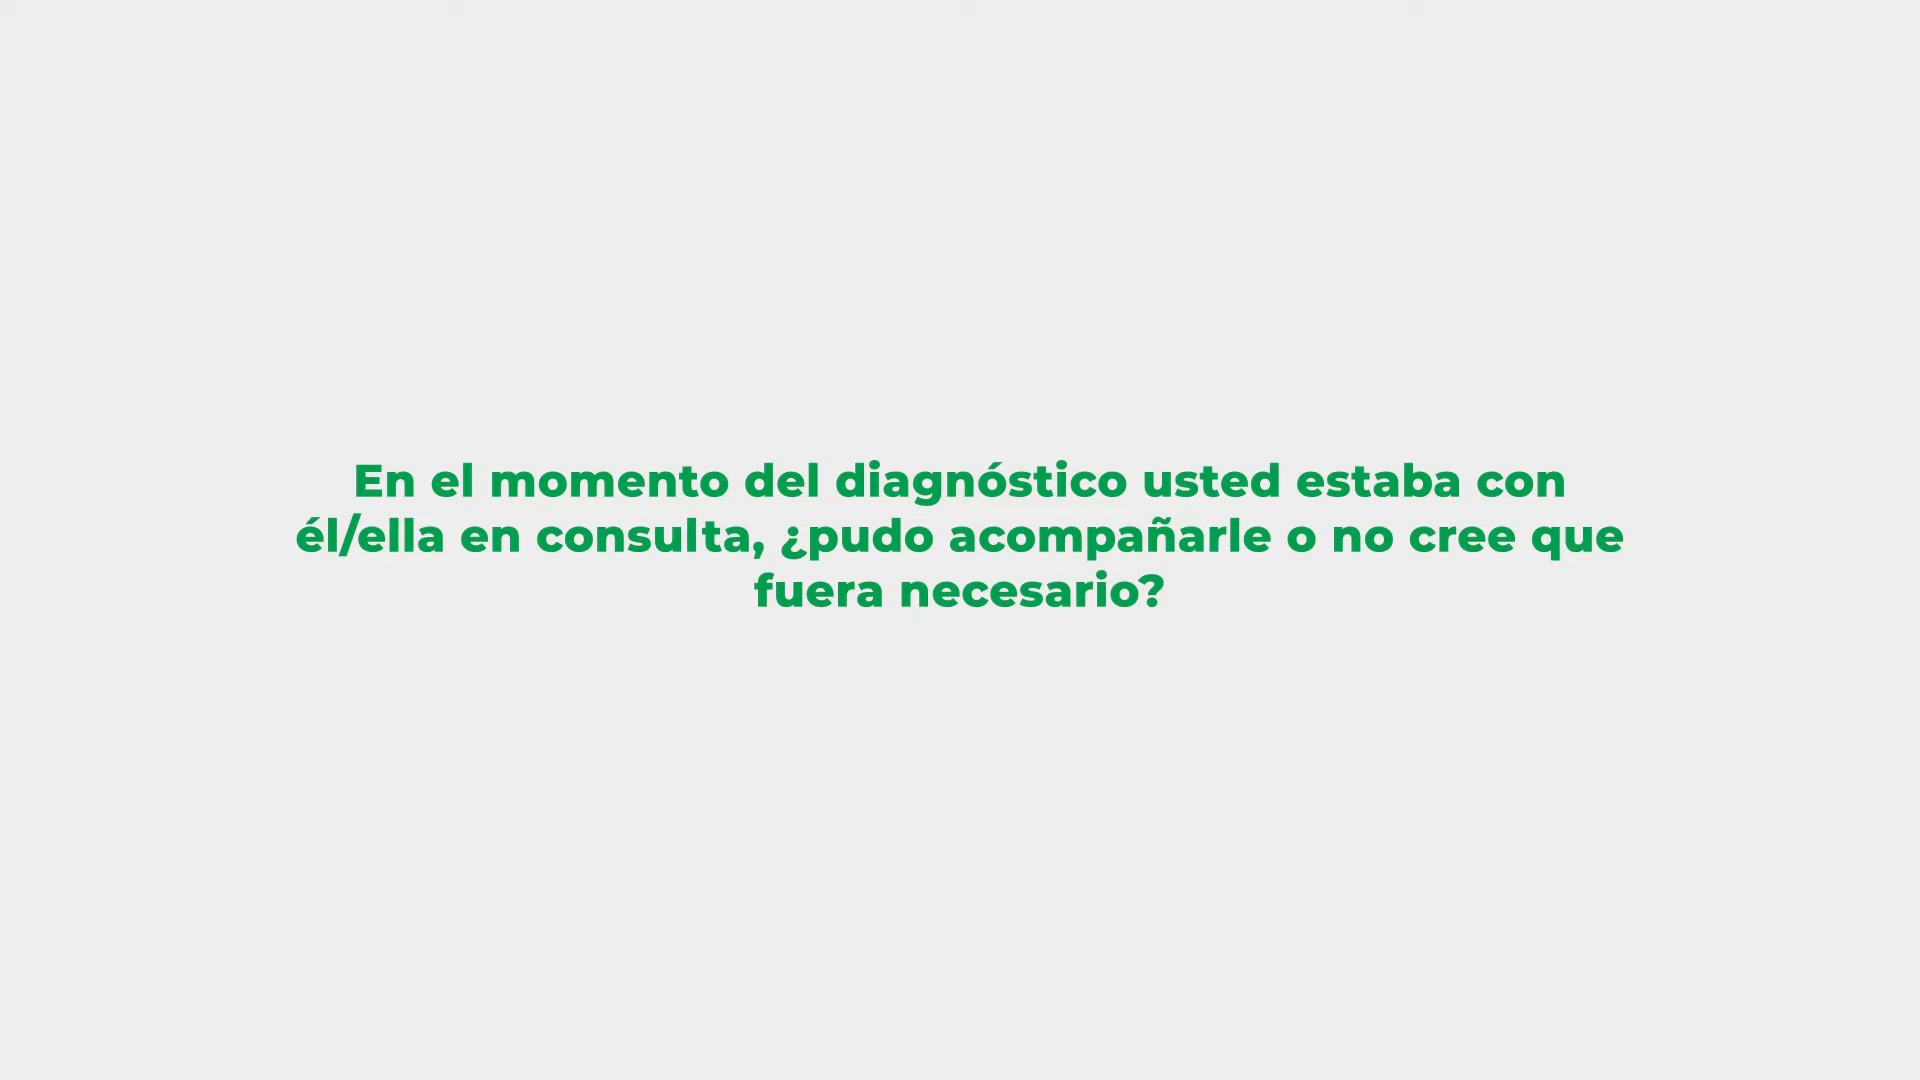 En el momento del diagnóstico usted estaba con
él/ella en consulta, ¿pudo acompañarle o no cree que
fuera necesario?